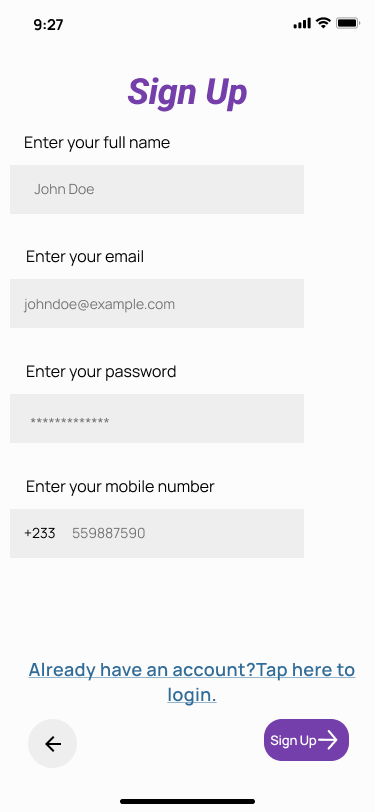 9:27
Sign Up
Enter your full name
John Doe
Enter your email
johndoe@example.com
Enter your password
*************
Enter your mobile number
+233 559887590
Already have an account?Tap here to
login.
Sign Up